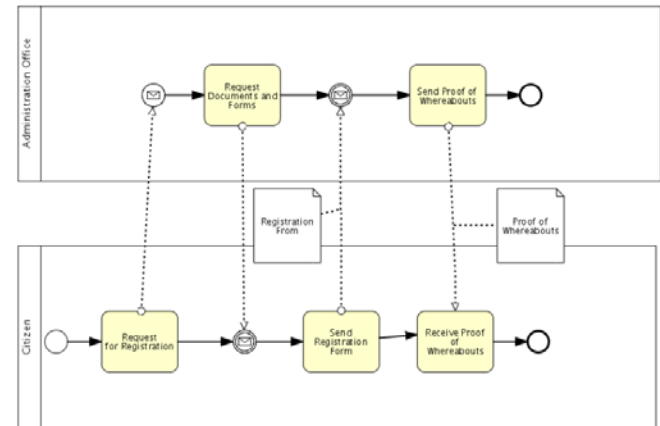 Administration Office
Request
Documents and
Forms
Send Proof of
Whereabouts
Registration
From
Proof of
Whereabouts
Citizen
Request
for Registration
Send
Registration
Form
Receive Proof
of
Whereabouts